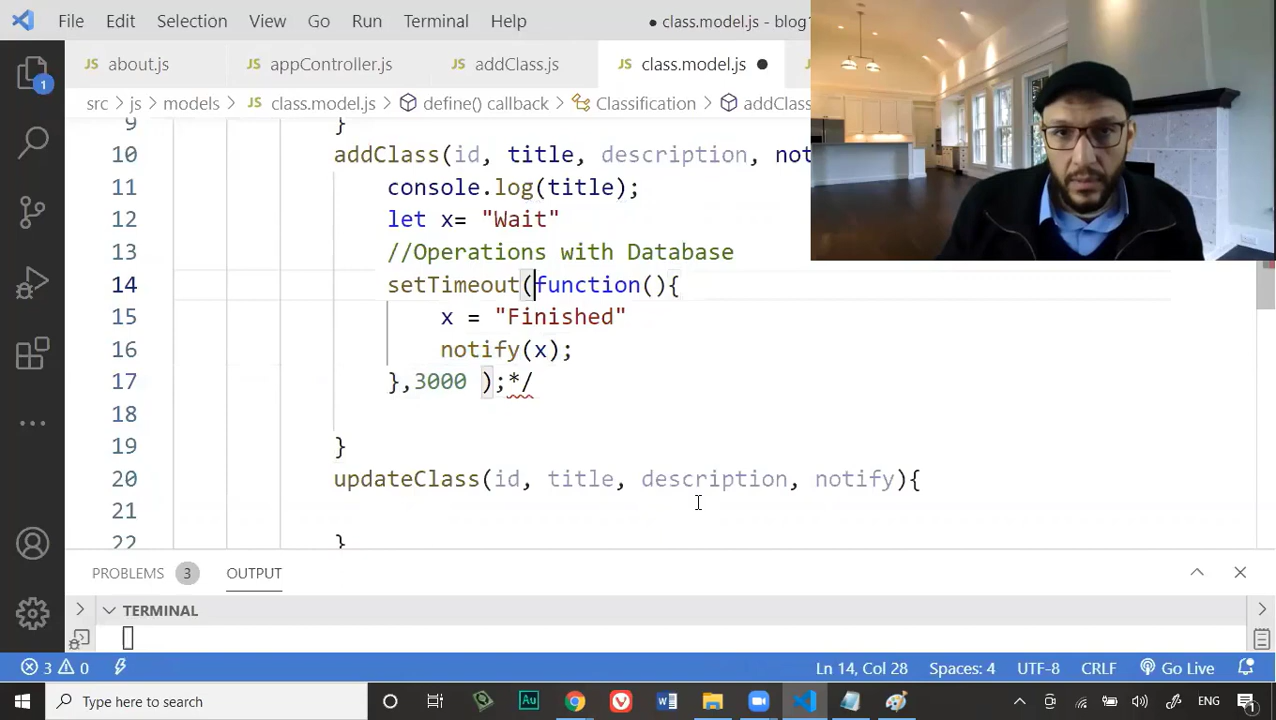 File Edit Selection View Go Run Terminal Help ● class.model.js - blog
JS about.js JS appController.js JS addClass.js JS class.model.js ●
src > js > models > JS class.model.js > define() callback > Classification > addClass
9 }
10 addClass(id, title, description, not
11 console.log(title);
12 let x= "Wait"
13 //Operations with Database
14 setTimeout(function(){
15 x = "Finished"
16 notify(x);
17 },3000 );*/
18
19 }
20 updateClass(id, title, description, notify){
21
22 }
PROBLEMS 3 OUTPUT
TERMINAL
3 0 Ln 14, Col 28 Spaces: 4 UTF-8 CRLF JS Go Live
Type here to search Au W ENG 1
1